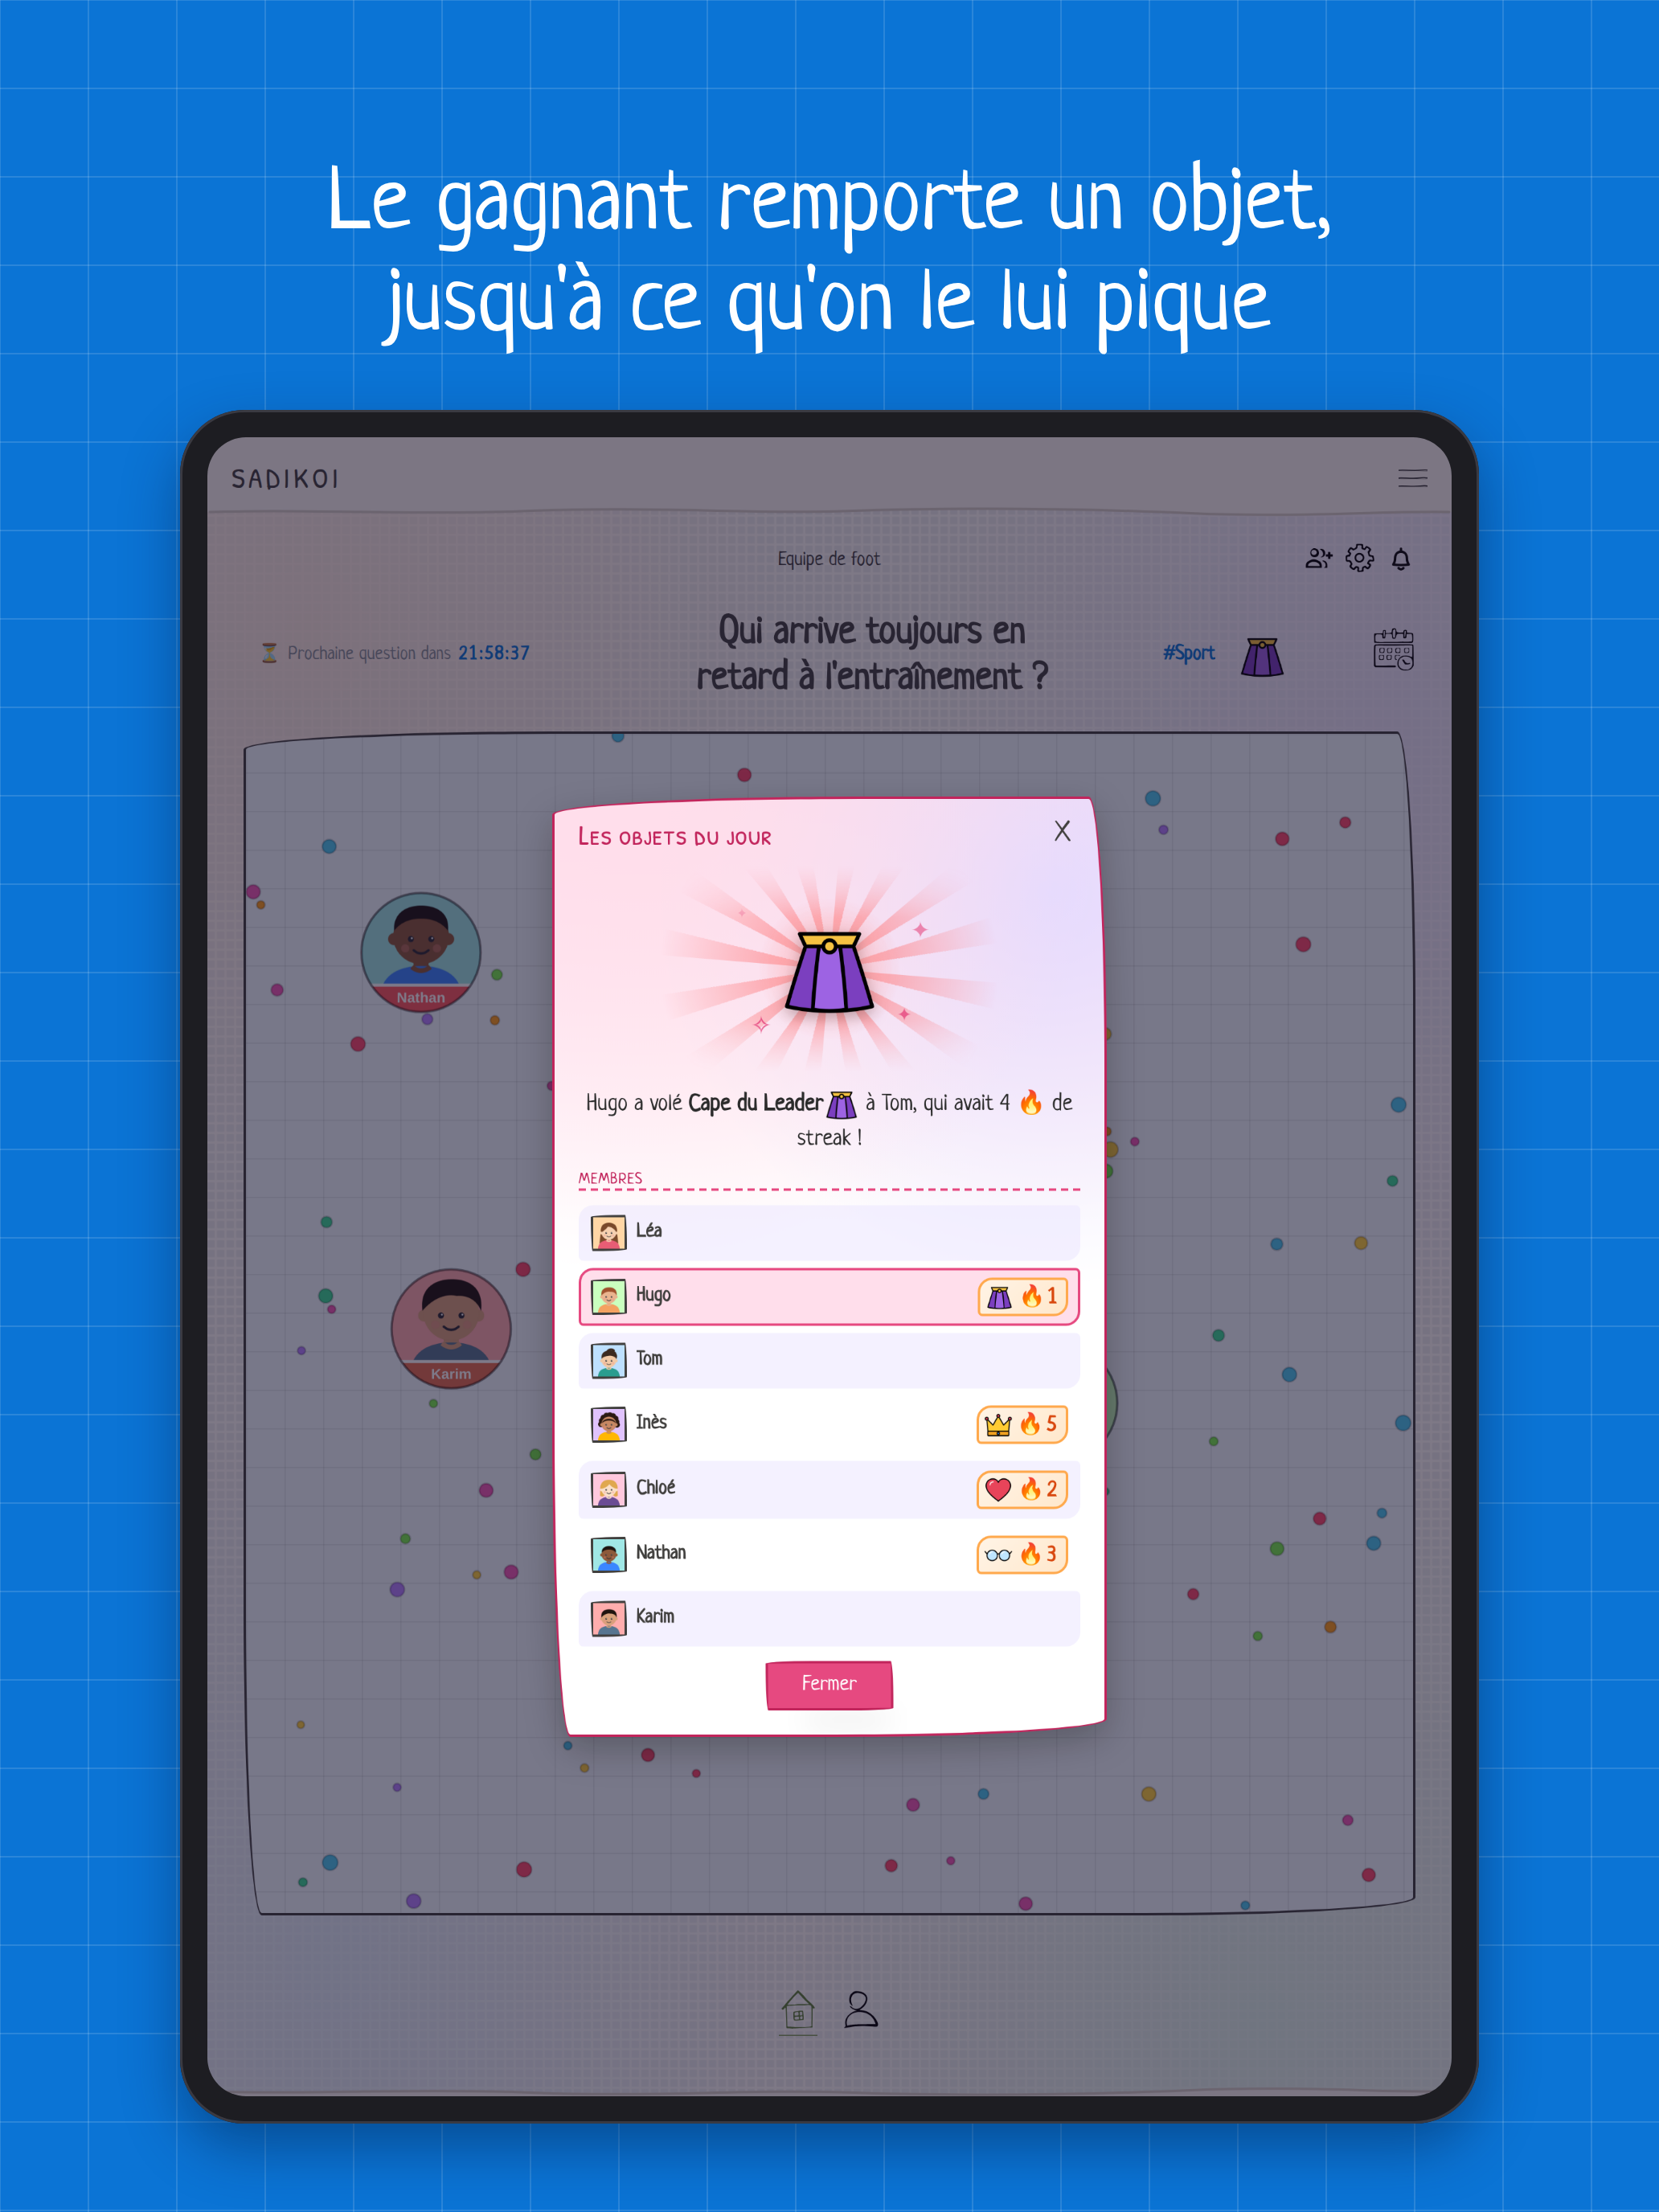 Le gagnant remporte un objet,
jusqu'à ce qu'on le lui pique
SADIKOI
Equipe de foot
⏳ Prochaine question dans 21:58:37
Qui arrive toujours en
retard à l'entraînement ?
#Sport
Nathan
Karim
Les objets du jour
X
Hugo a volé Cape du Leader à Tom, qui avait 4 🔥 de
streak !
MEMBRES
Léa
Hugo 🔥 1
Tom
Inès 🔥 5
Chloé 🔥 2
Nathan 🔥 3
Karim
Fermer